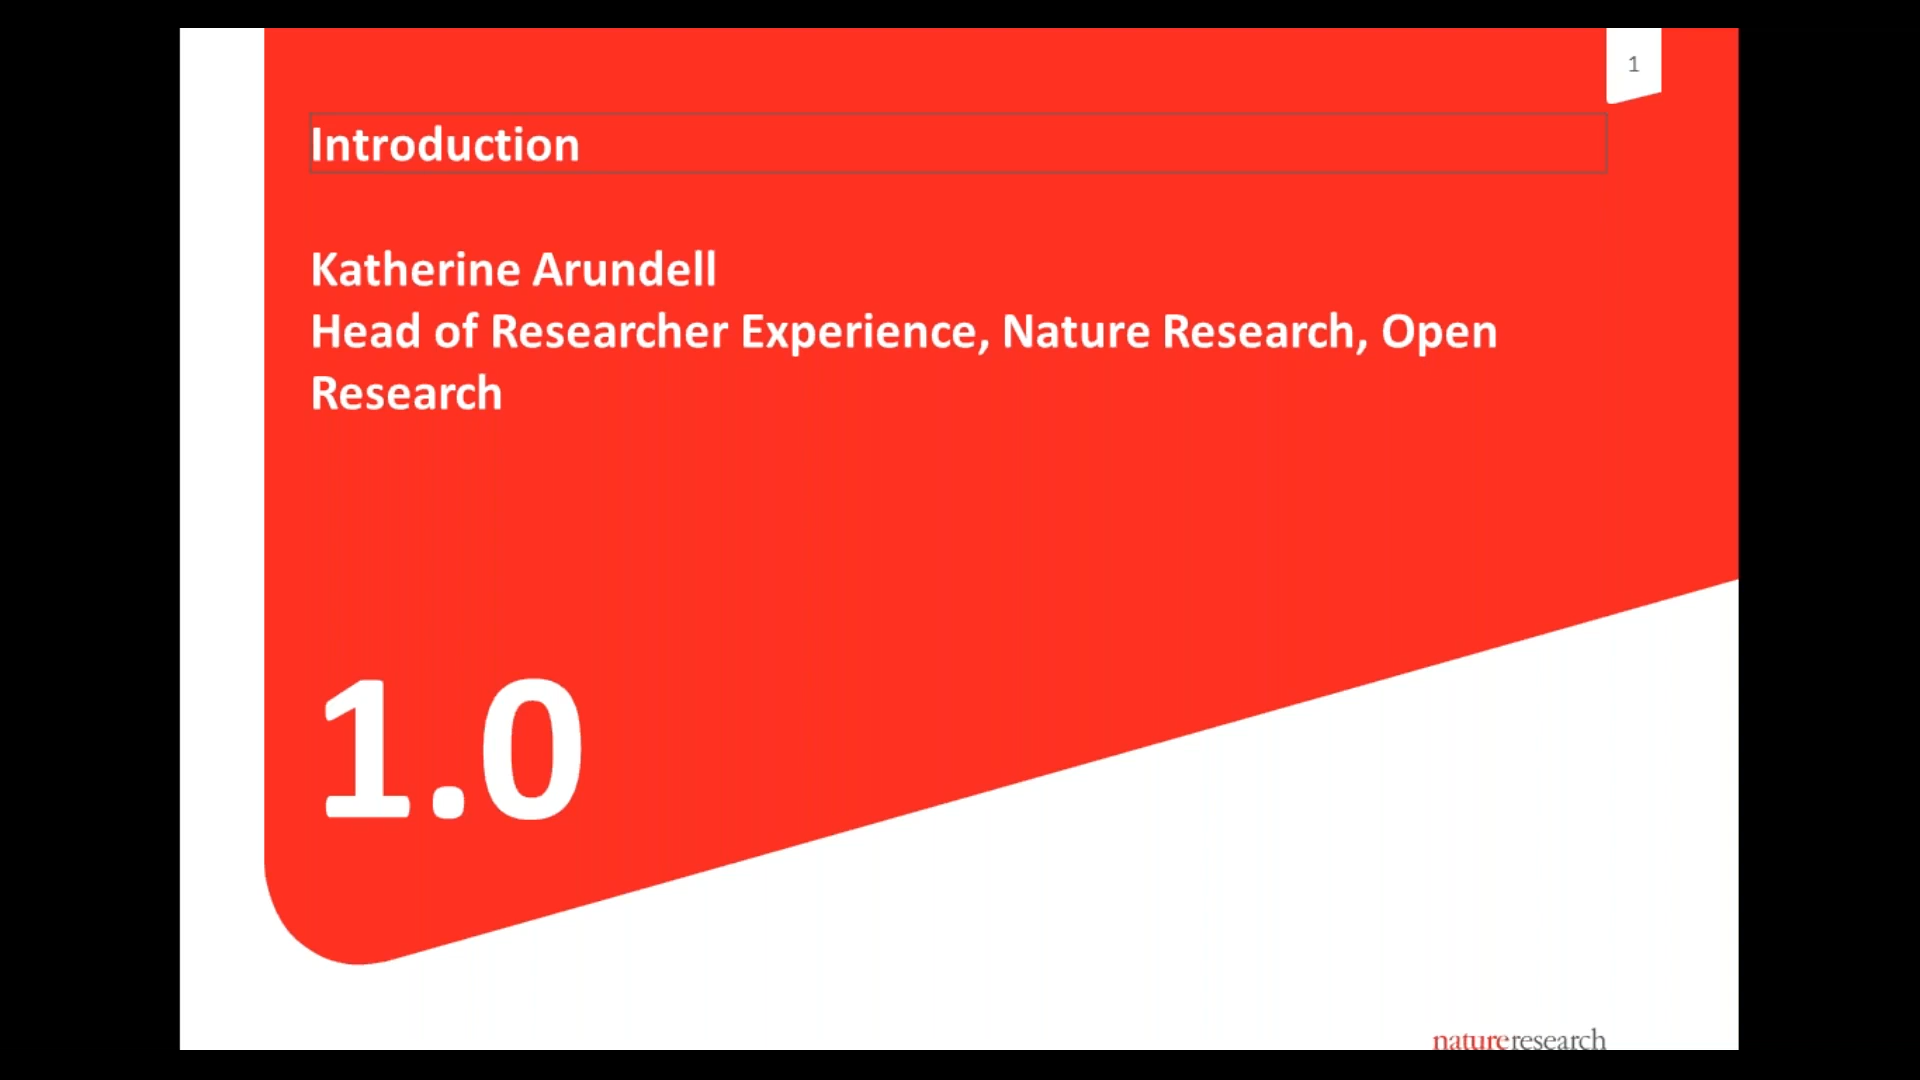 1
Introduction
Katherine Arundell
Head of Researcher Experience, Nature Research, Open
Research
1.0
natureresearch